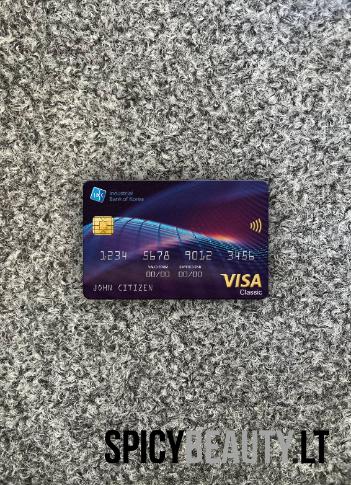 IBK
Industrial
Bank of Korea
1234 5678 9012 3456
00/00 00/00
JOHN CITIZEN
VISA
Classic
SPICYBEAUTY.LT